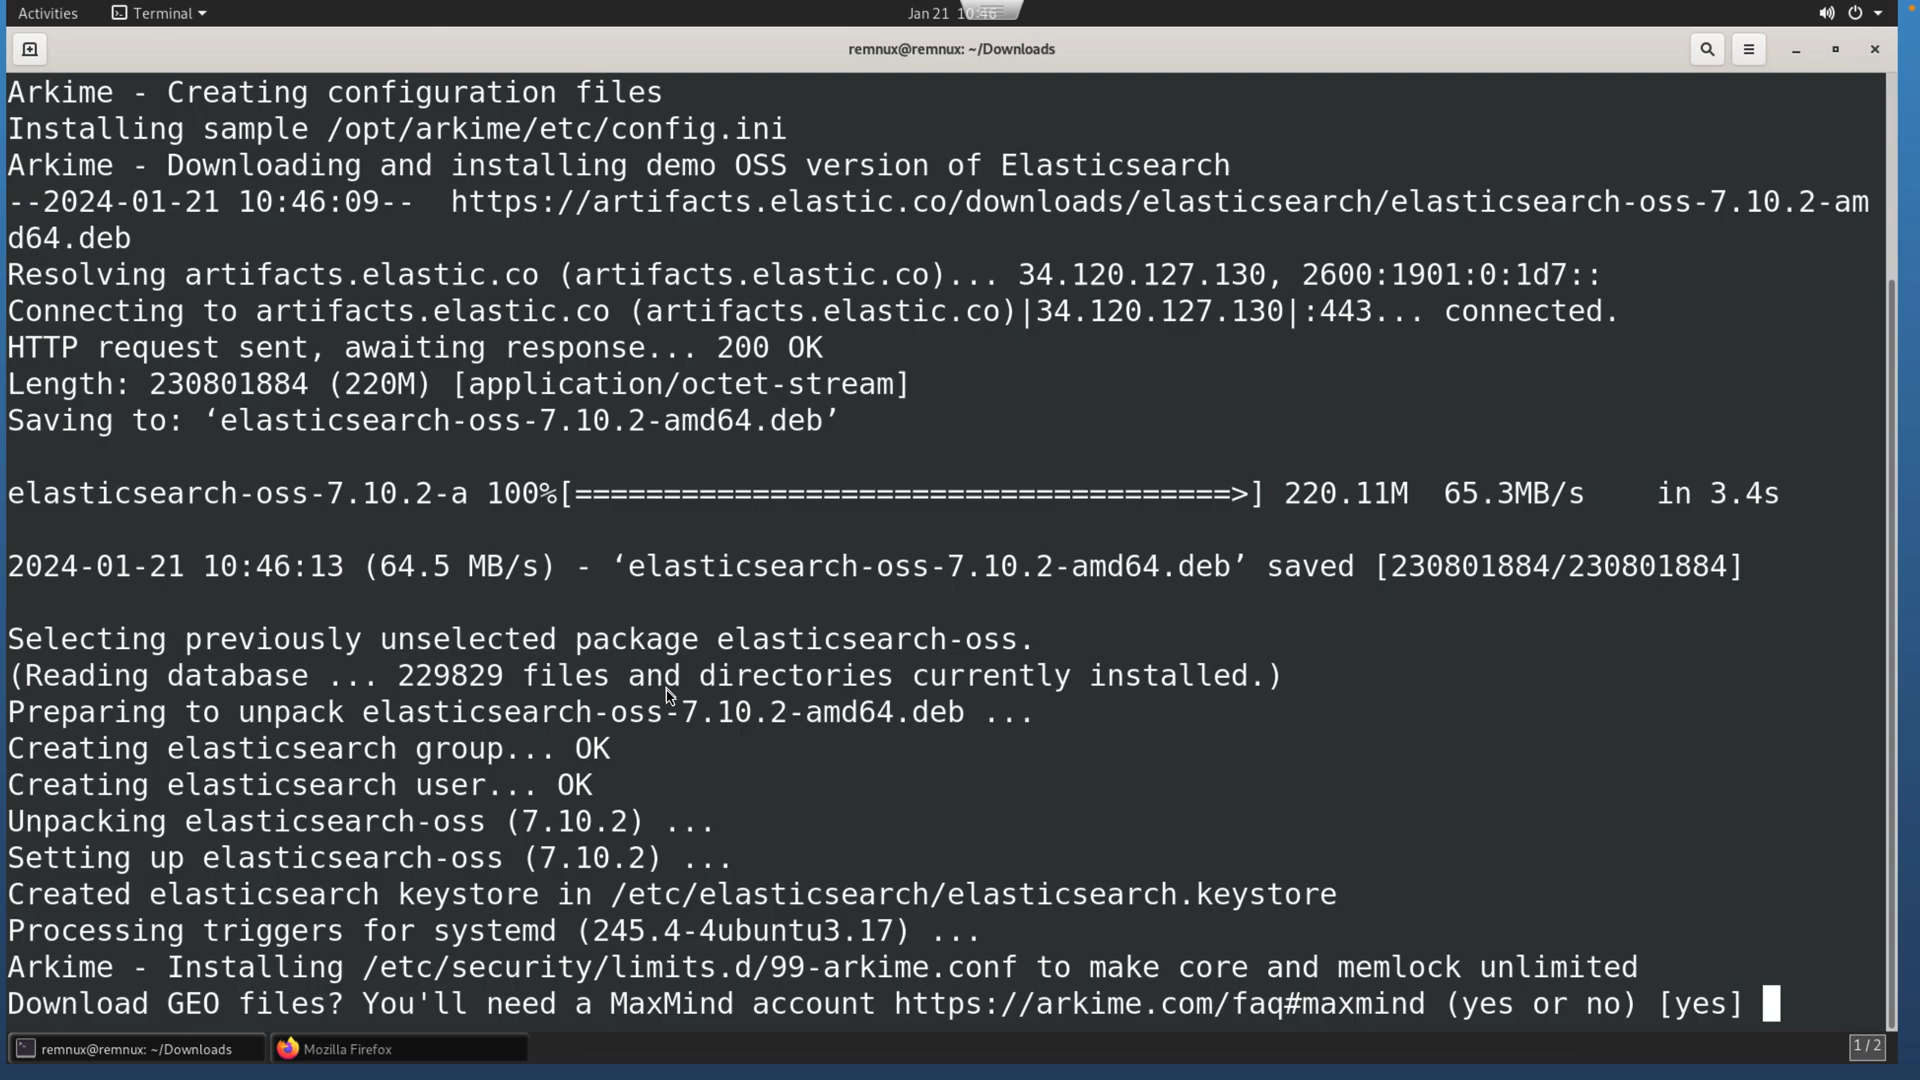 Activities
Terminal
Jan 21 10:46
remnux@remnux: ~/Downloads
Arkime - Creating configuration files
Installing sample /opt/arkime/etc/config.ini
Arkime - Downloading and installing demo OSS version of Elasticsearch
--2024-01-21 10:46:09--  https://artifacts.elastic.co/downloads/elasticsearch/elasticsearch-oss-7.10.2-am
d64.deb
Resolving artifacts.elastic.co (artifacts.elastic.co)... 34.120.127.130, 2600:1901:0:1d7::
Connecting to artifacts.elastic.co (artifacts.elastic.co)|34.120.127.130|:443... connected.
HTTP request sent, awaiting response... 200 OK
Length: 230801884 (220M) [application/octet-stream]
Saving to: ‘elasticsearch-oss-7.10.2-amd64.deb’
elasticsearch-oss-7.10.2-a 100%[=====================================>] 220.11M  65.3MB/s    in 3.4s
2024-01-21 10:46:13 (64.5 MB/s) - ‘elasticsearch-oss-7.10.2-amd64.deb’ saved [230801884/230801884]
Selecting previously unselected package elasticsearch-oss.
(Reading database ... 229829 files and directories currently installed.)
Preparing to unpack elasticsearch-oss-7.10.2-amd64.deb ...
Creating elasticsearch group... OK
Creating elasticsearch user... OK
Unpacking elasticsearch-oss (7.10.2) ...
Setting up elasticsearch-oss (7.10.2) ...
Created elasticsearch keystore in /etc/elasticsearch/elasticsearch.keystore
Processing triggers for systemd (245.4-4ubuntu3.17) ...
Arkime - Installing /etc/security/limits.d/99-arkime.conf to make core and memlock unlimited
Download GEO files? You'll need a MaxMind account https://arkime.com/faq#maxmind (yes or no) [yes]
remnux@remnux: ~/Downloads
Mozilla Firefox
1 / 2